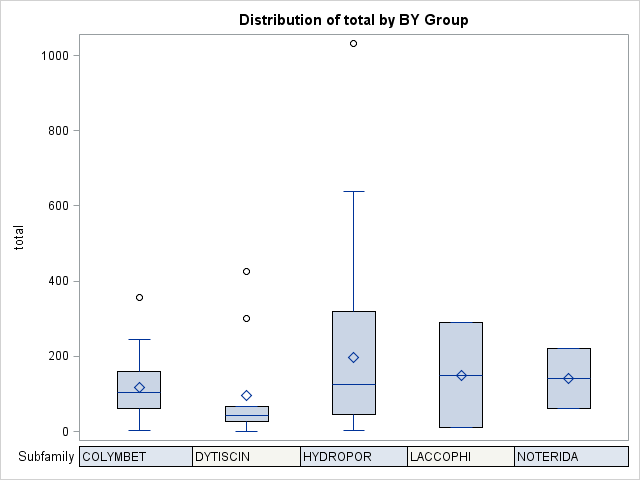 Distribution of total by BY Group
1000
800
600
400
200
0
total
Subfamily COLYMBET DYTISCIN HYDROPOR LACCOPHI NOTERIDA